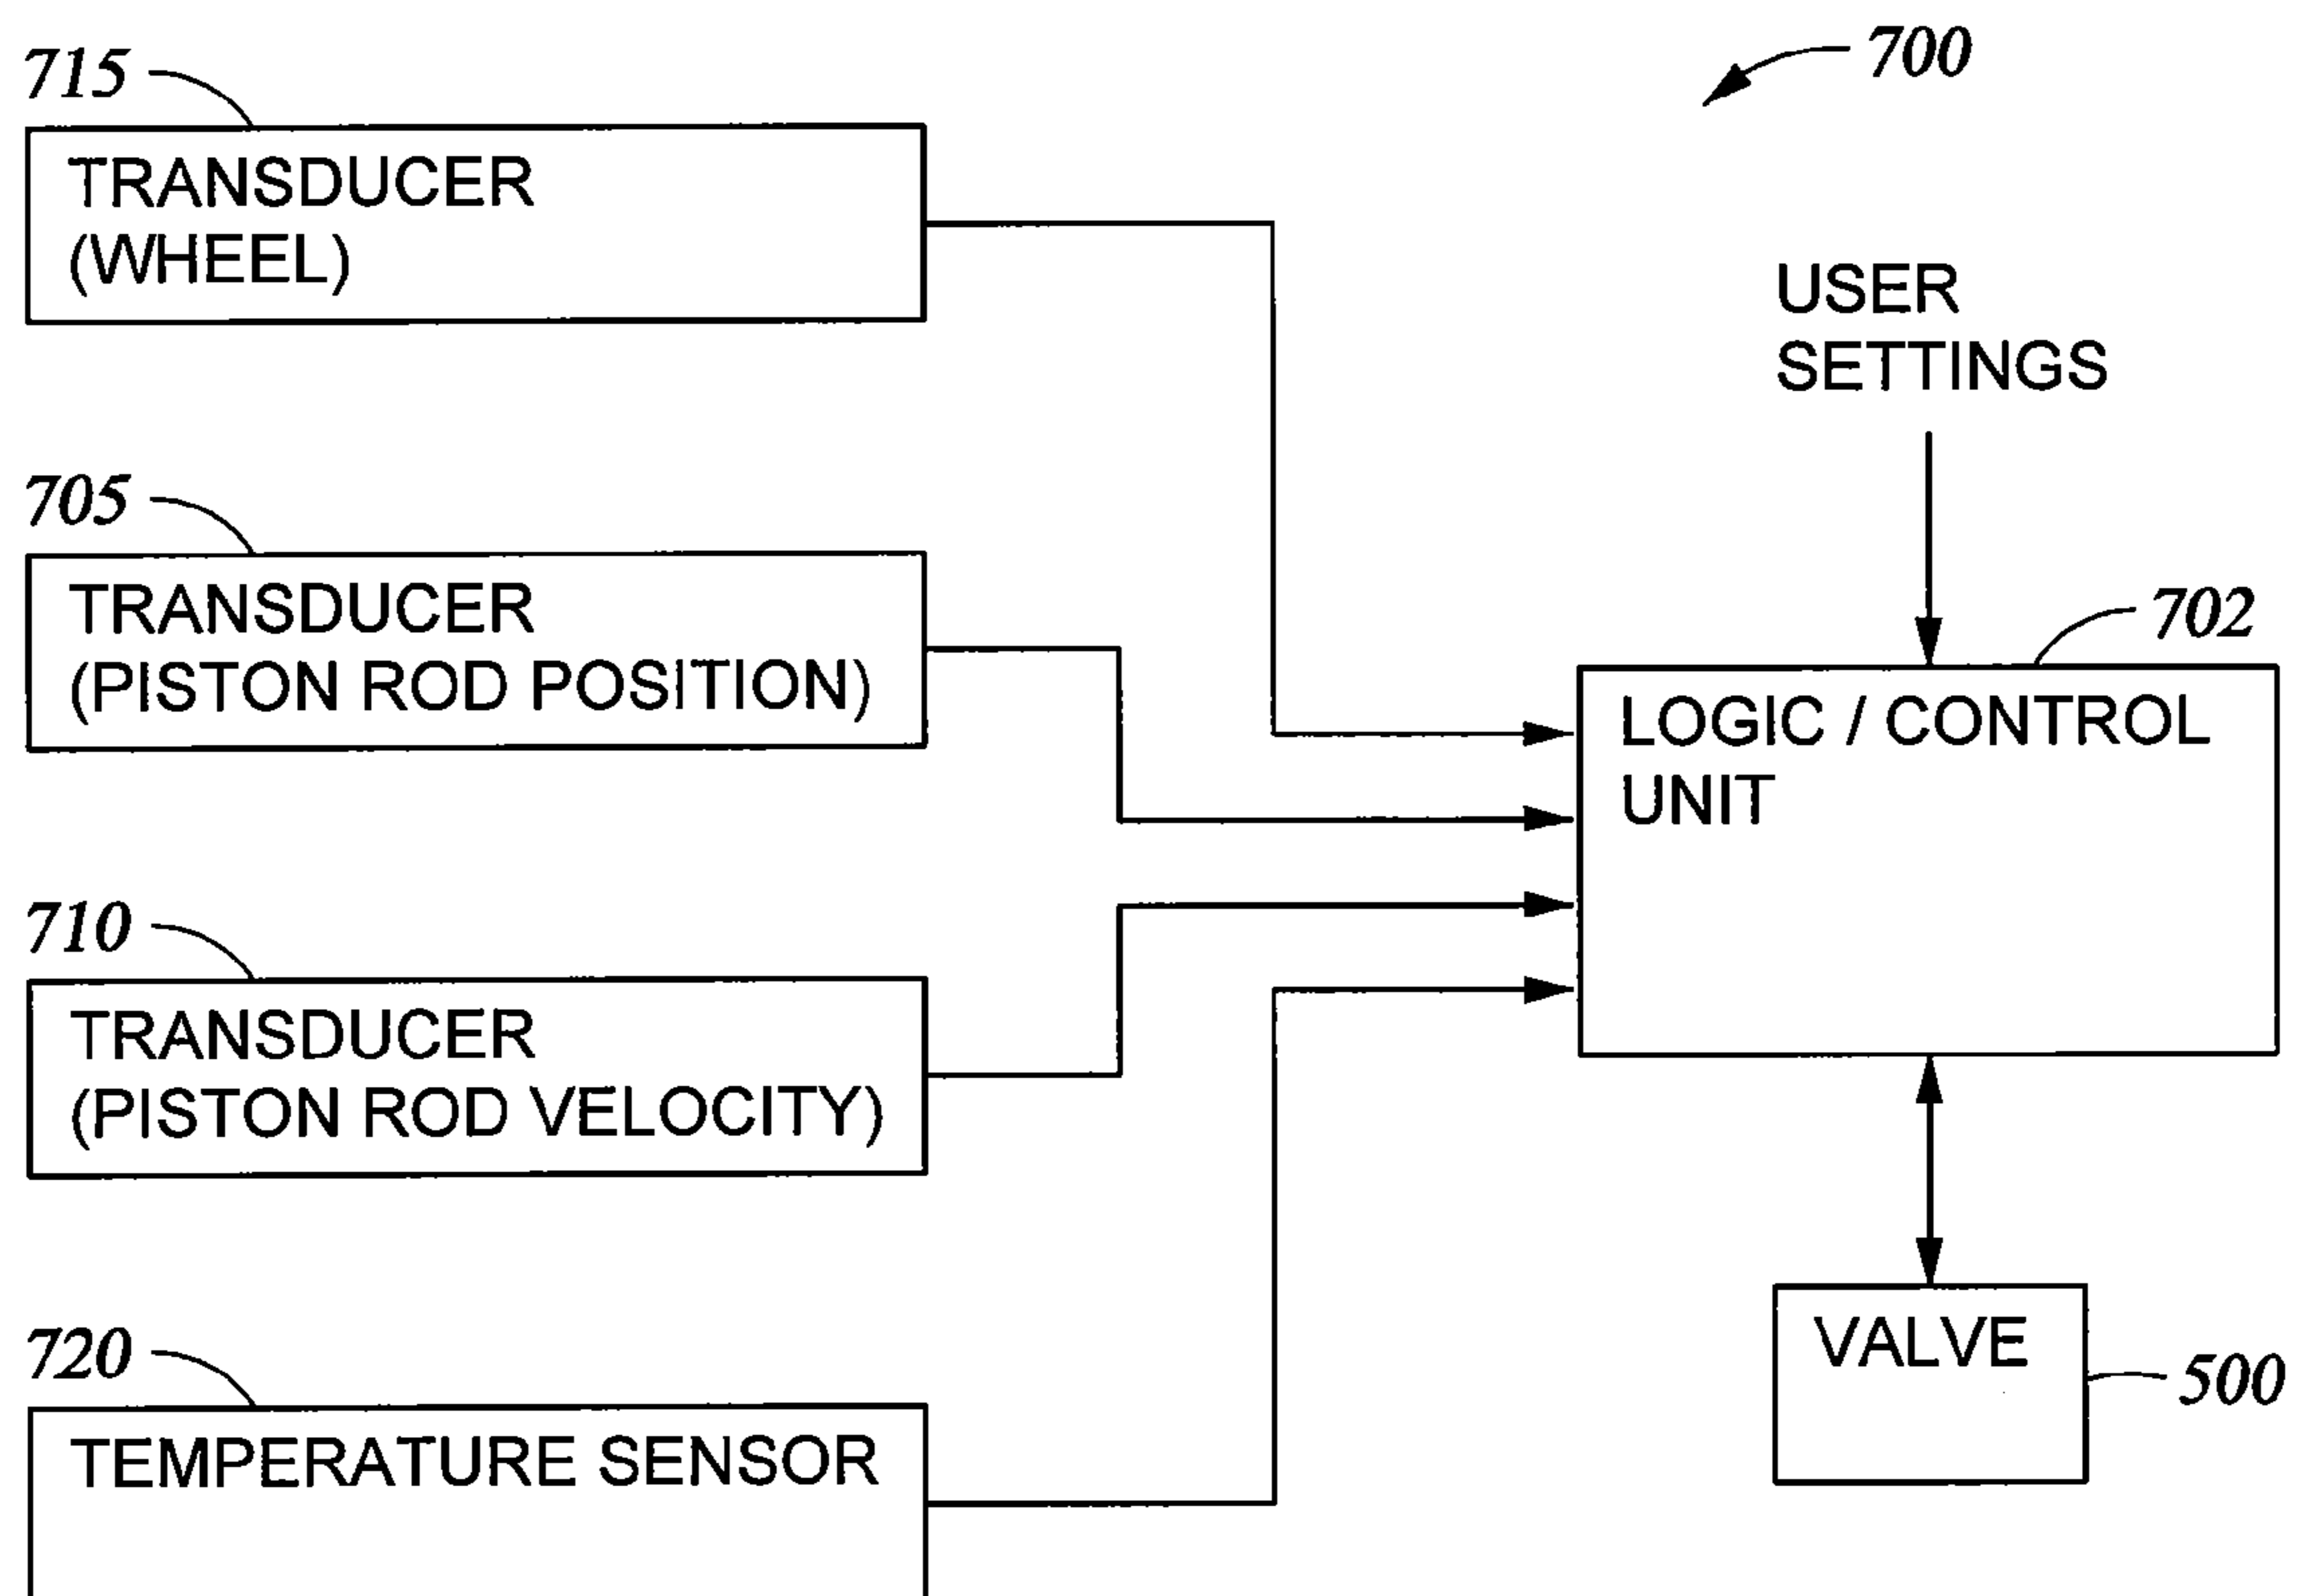 715
TRANSDUCER
(WHEEL)
700
USER
SETTINGS
705
TRANSDUCER
(PISTON ROD POSITION)
702
LOGIC / CONTROL
UNIT
710
TRANSDUCER
(PISTON ROD VELOCITY)
720
TEMPERATURE SENSOR
VALVE
500